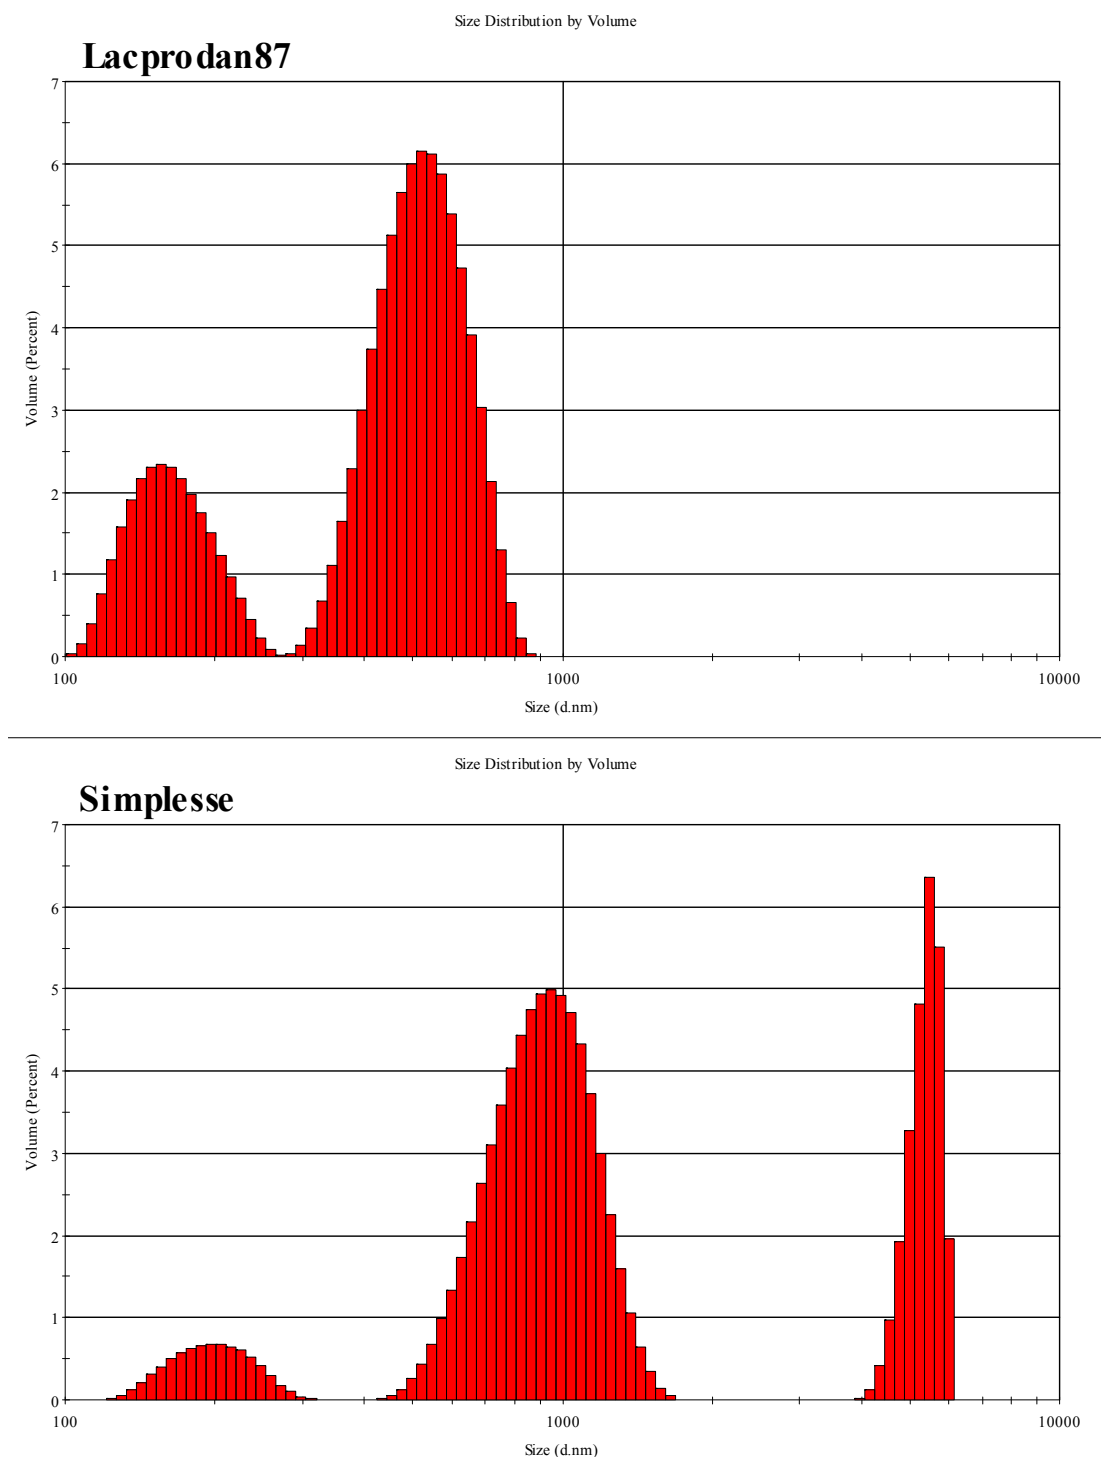 Size Distribution by Volume
Lacprodan87
7
6
5
4
3
2
1
0
Volume (Percent)
100 1000 10000
Size (d.nm)
Size Distribution by Volume
Simplesse
7
6
5
4
3
2
1
0
Volume (Percent)
100 1000 10000
Size (d.nm)